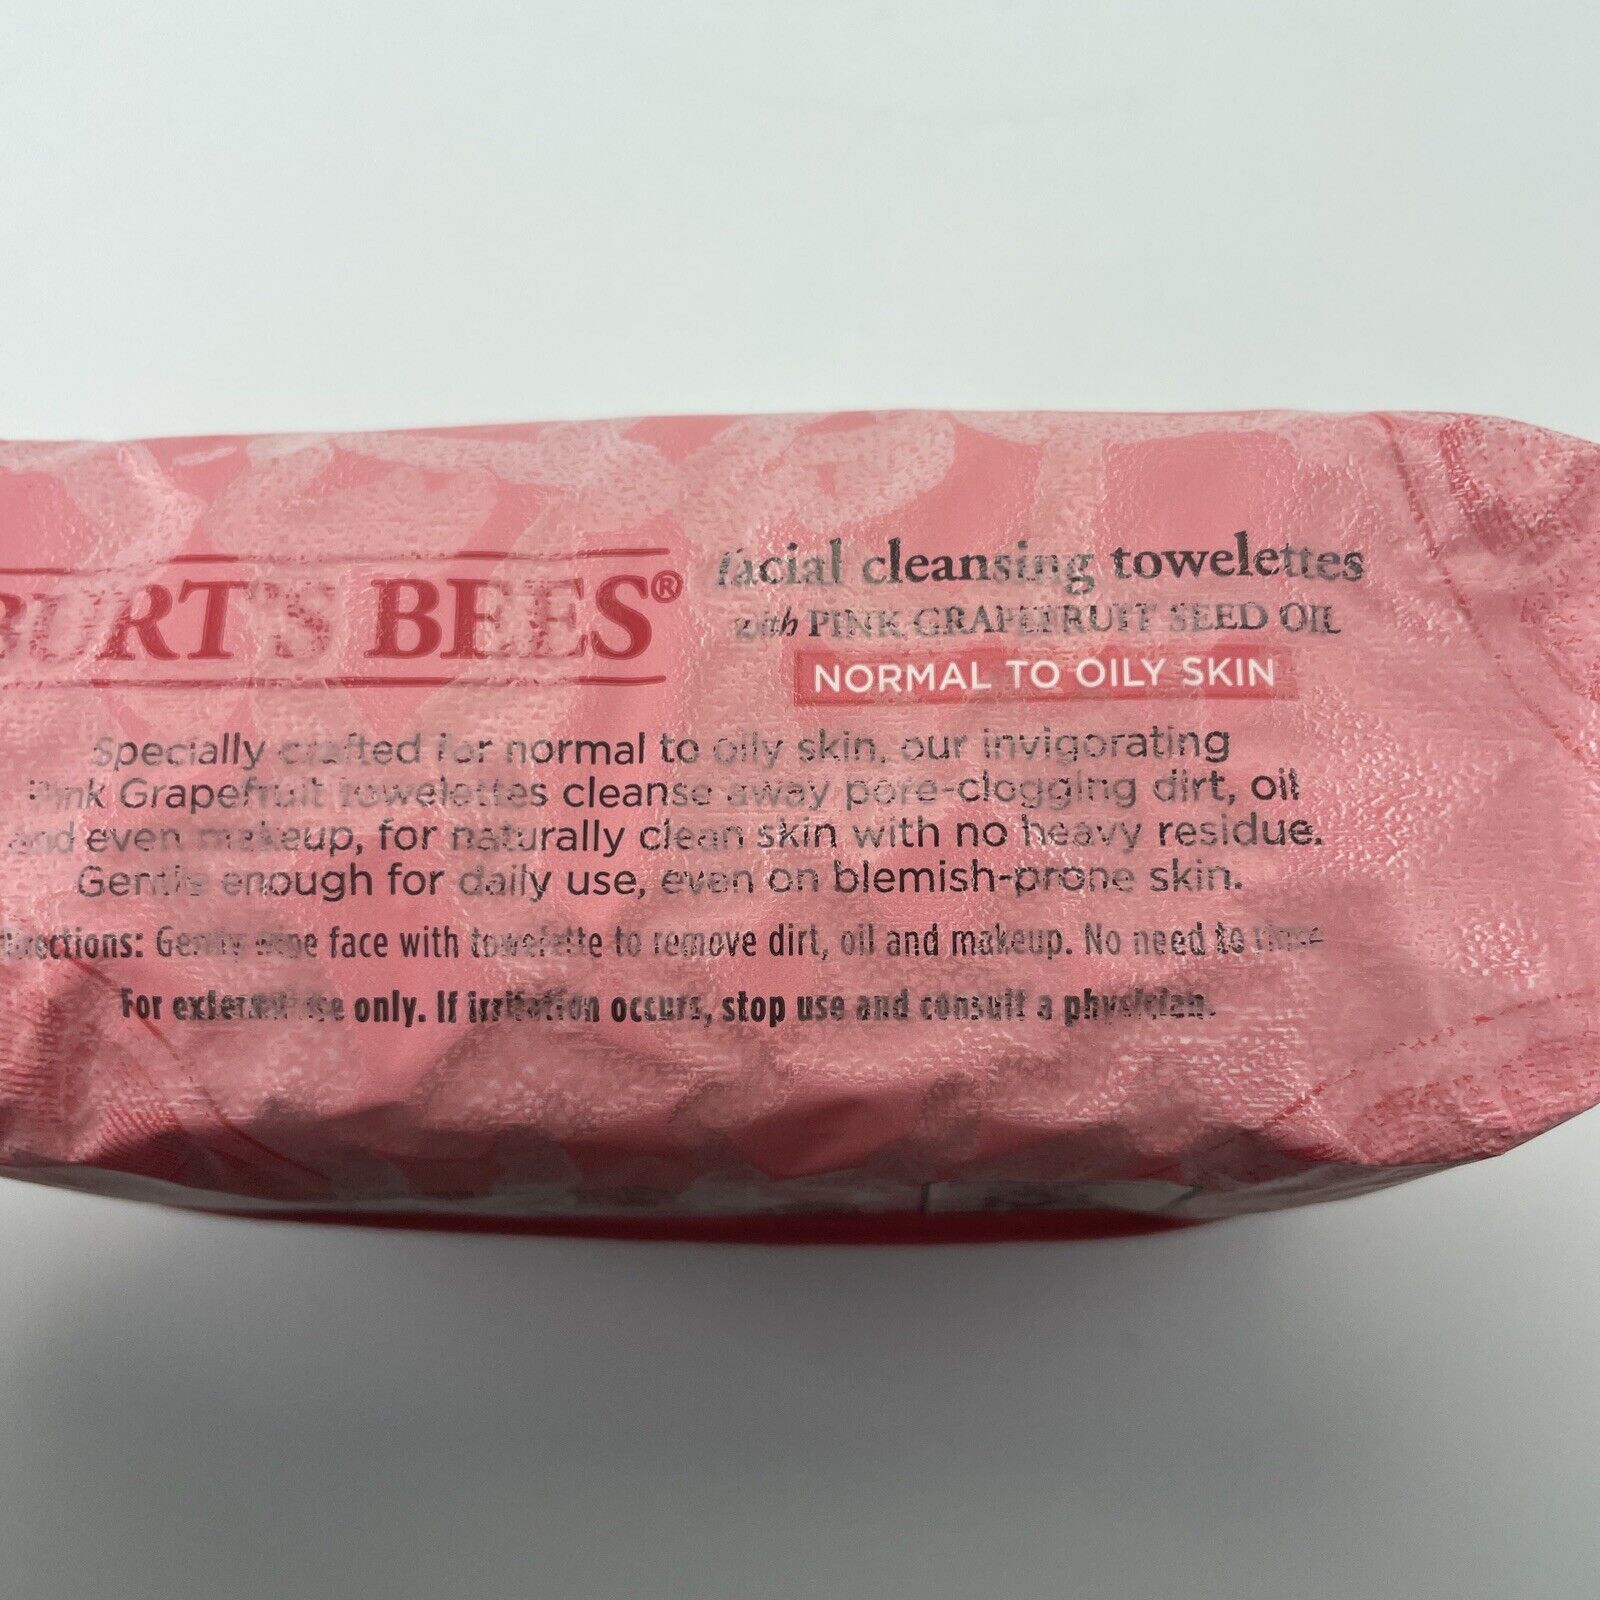 BURT'S BEES®
facial cleansing towelettes
with PINK GRAPEFRUIT SEED OIL
NORMAL TO OILY SKIN
Specially crafted for normal to oily skin, our invigorating
Pink Grapefruit towelettes cleanse away pore-clogging dirt, oil
and even makeup, for naturally clean skin with no heavy residue.
Gentle enough for daily use, even on blemish-prone skin.
Directions: Gently wipe face with towelette to remove dirt, oil and makeup. No need to rinse
For external use only. If irritation occurs, stop use and consult a physician.